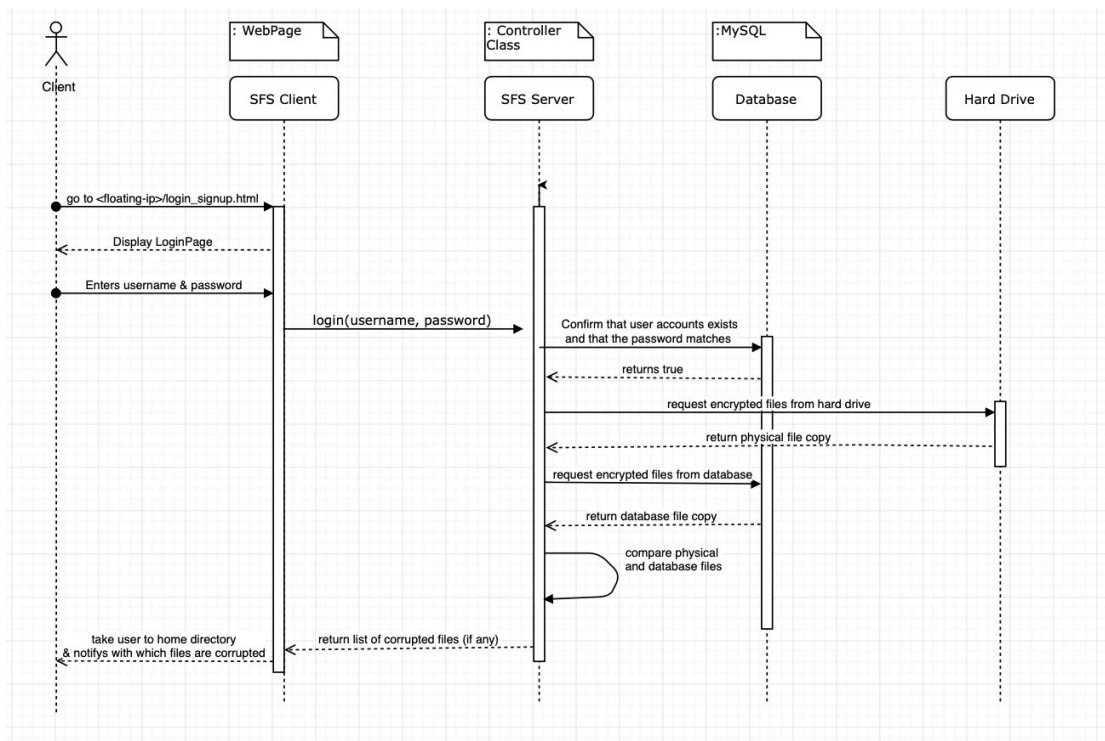 : WebPage
: Controller
Class
:MySQL
Client
SFS Client
SFS Server
Database
Hard Drive
go to <floating-ip>/login_signup.html
Display LoginPage
Enters username & password
login(username, password)
Confirm that user accounts exists
and that the password matches
returns true
request encrypted files from hard drive
return physical file copy
request encrypted files from database
return database file copy
compare physical
and database files
return list of corrupted files (if any)
take user to home directory
& notifys with which files are corrupted